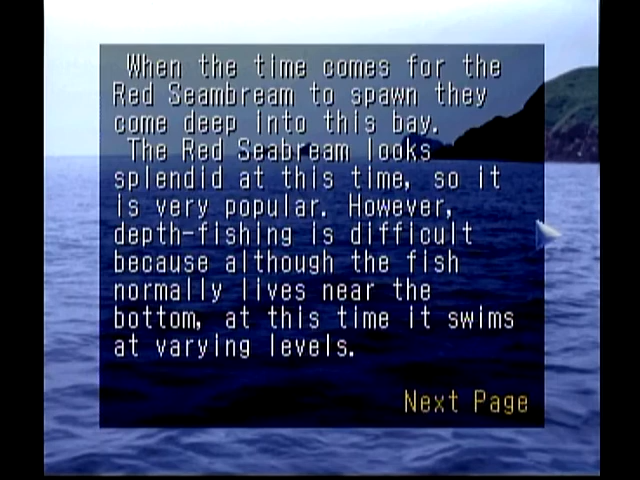 When the time comes for the
Red Seambream to spawn they
come deep into this bay.
The Red Seabream looks
splendid at this time, so it
is very popular. However,
depth-fishing is difficult
because although the fish
normally lives near the
bottom, at this time it swims
at varying levels.
Next Page